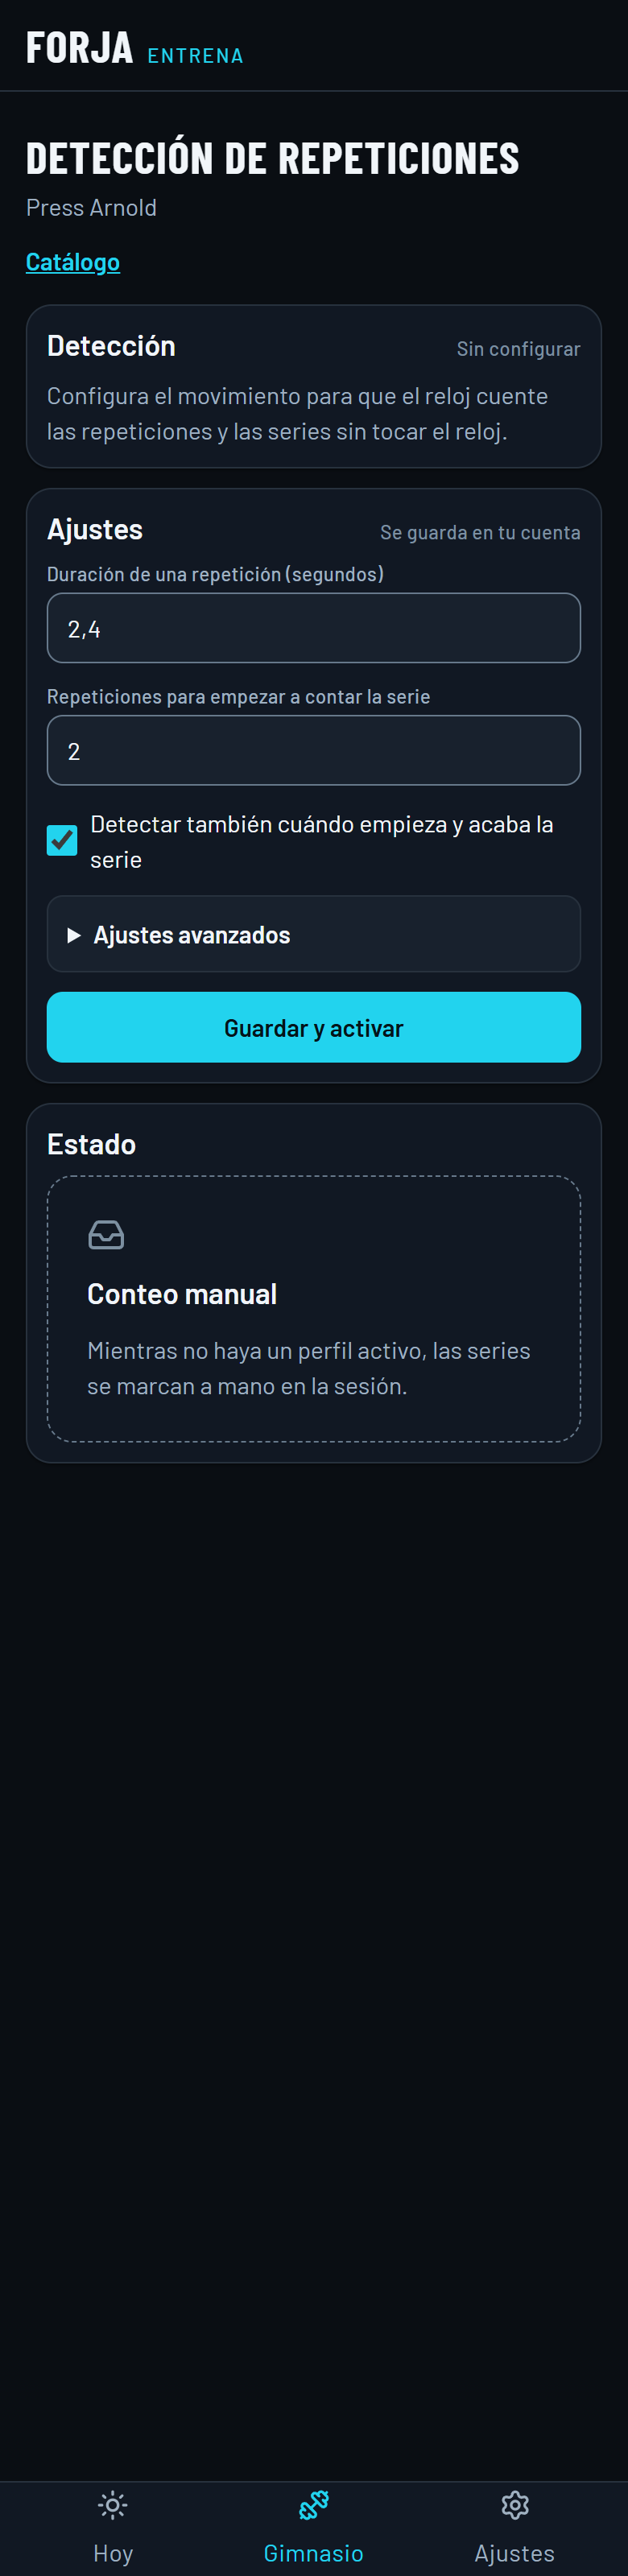 FORJA ENTRENA
DETECCIÓN DE REPETICIONES
Press Arnold
Catálogo
Detección
Sin configurar
Configura el movimiento para que el reloj cuente
las repeticiones y las series sin tocar el reloj.
Ajustes
Se guarda en tu cuenta
Duración de una repetición (segundos)
2,4
Repeticiones para empezar a contar la serie
2
Detectar también cuándo empieza y acaba la
serie
Ajustes avanzados
Guardar y activar
Estado
Conteo manual
Mientras no haya un perfil activo, las series
se marcan a mano en la sesión.
Hoy
Gimnasio
Ajustes